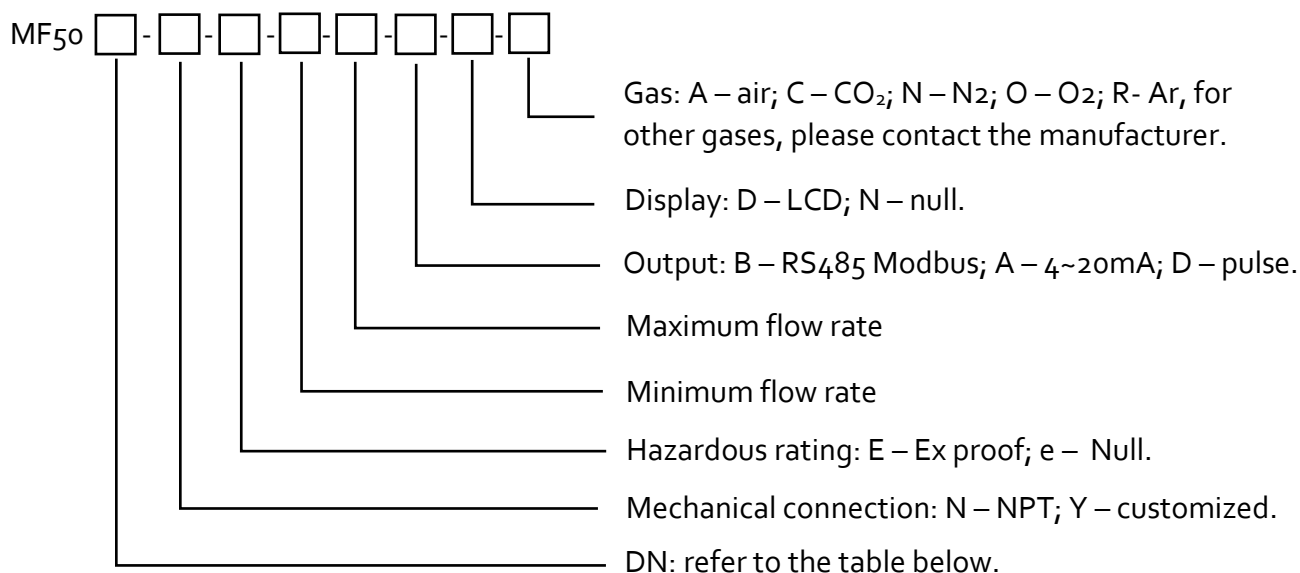 MF50 - - - - - - -
Gas: A – air; C – CO₂; N – N2; O – O2; R- Ar, for
other gases, please contact the manufacturer.
Display: D – LCD; N – null.
Output: B – RS485 Modbus; A – 4~20mA; D – pulse.
Maximum flow rate
Minimum flow rate
Hazardous rating: E – Ex proof; e – Null.
Mechanical connection: N – NPT; Y – customized.
DN: refer to the table below.